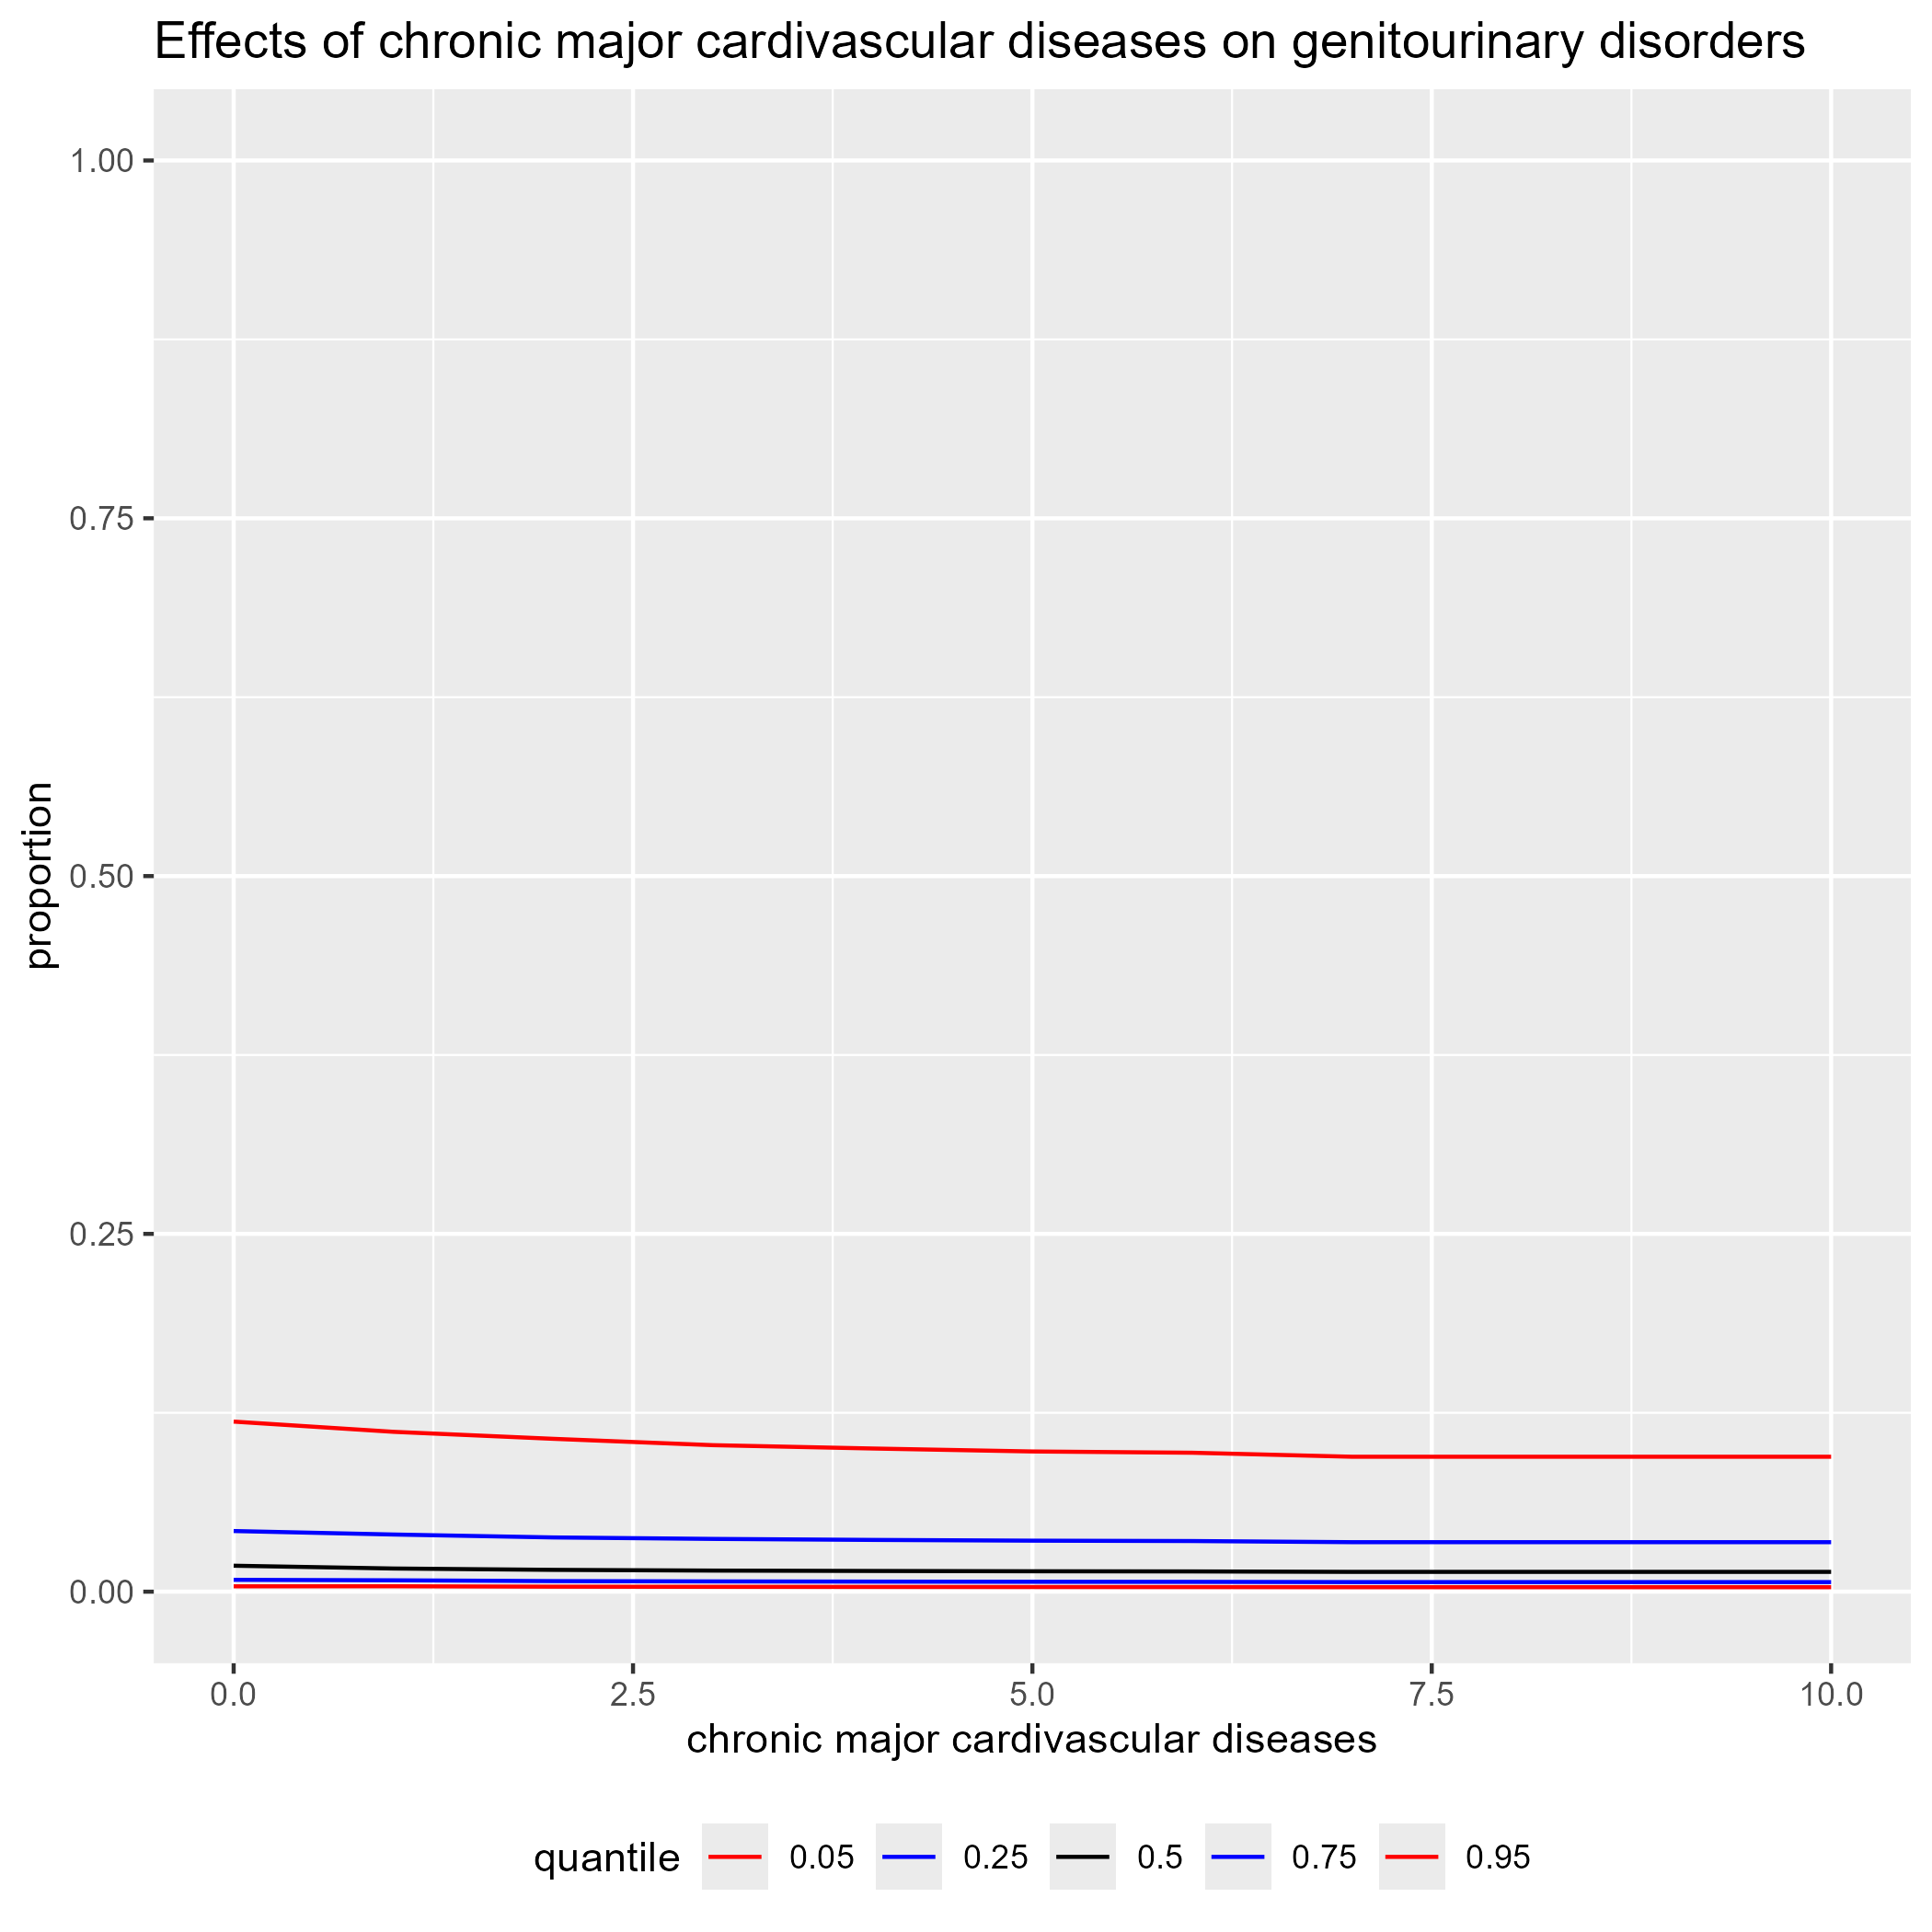 Effects of chronic major cardivascular diseases on genitourinary disorders
1.00
0.75
0.50
0.25
0.00
proportion
0.0 2.5 5.0 7.5 10.0
chronic major cardivascular diseases
quantile 0.05 0.25 0.5 0.75 0.95